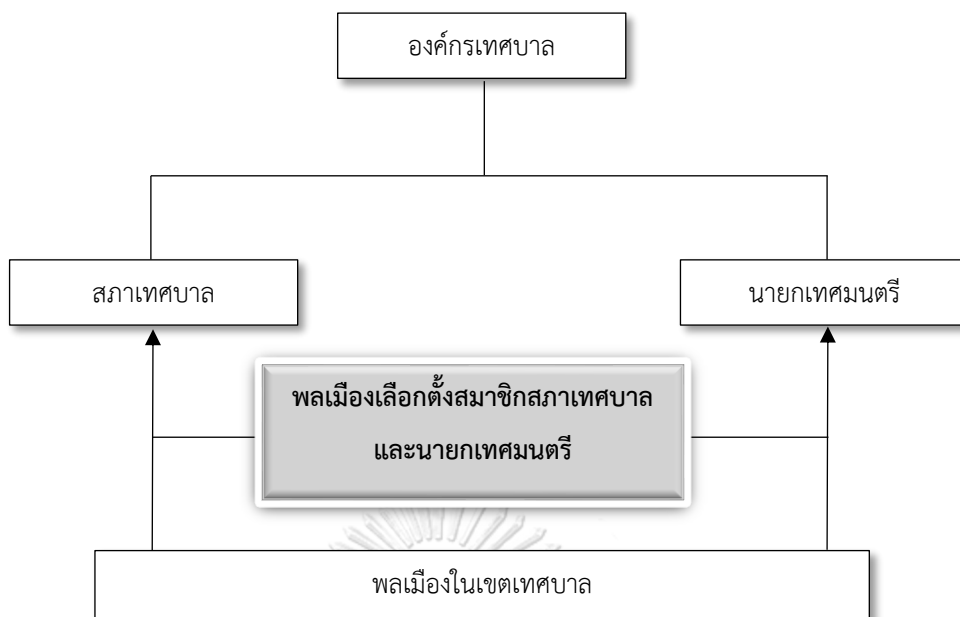 องค์กรเทศบาล
สภาเทศบาล
นายกเทศมนตรี
พลเมืองเลือกตั้งสมาชิกสภาเทศบาล
และนายกเทศมนตรี
พลเมืองในเขตเทศบาล